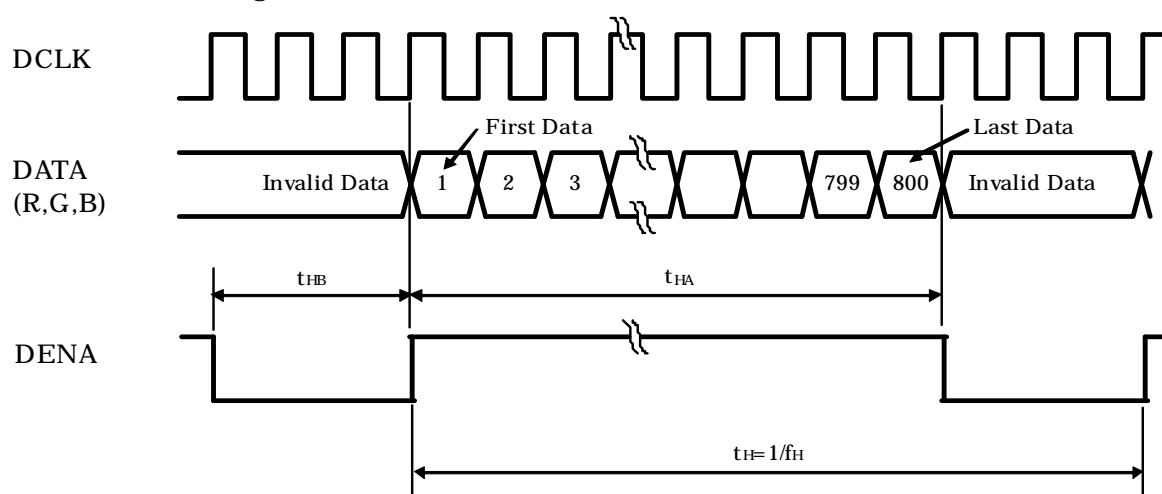 DCLK
First Data
Last Data
DATA
(R,G,B)
Invalid Data 1 2 3 799 800 Invalid Data
tHB
tHA
DENA
tH=1/fH